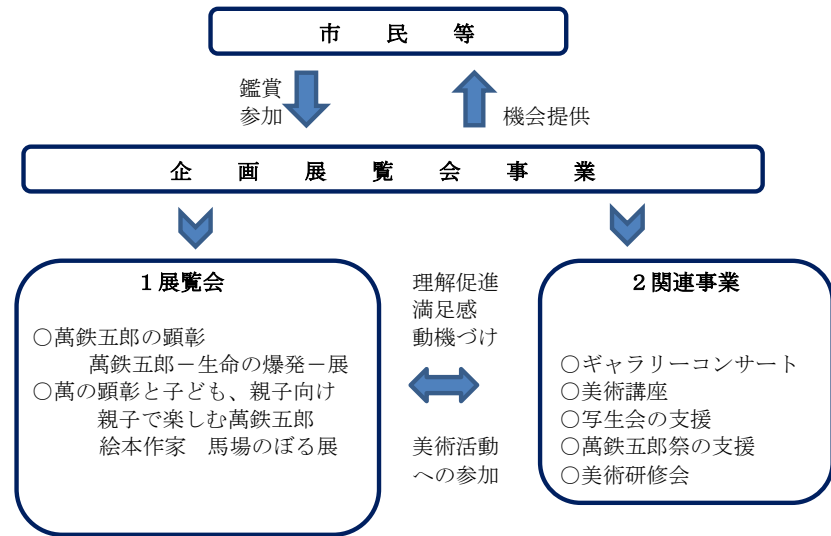 市　民　等
鑑賞
参加
機会提供
企　画　展　覧　会　事　業
１展覧会
○萬鉄五郎の顕彰
萬鉄五郎－生命の爆発－展
○萬の顕彰と子ども、親子向け
親子で楽しむ萬鉄五郎
絵本作家　馬場のぼる展
理解促進
満足感
動機づけ
美術活動
への参加
２関連事業
○ギャラリーコンサート
○美術講座
○写生会の支援
○萬鉄五郎祭の支援
○美術研修会